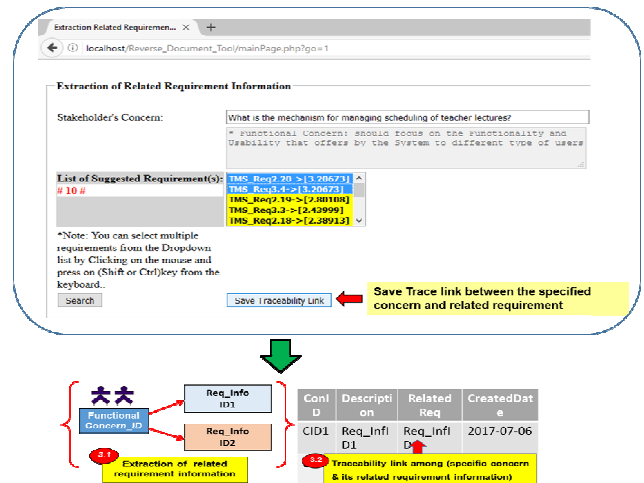 Extraction Related Requiremen... × +
localhost/Reverse_Document_Tool/mainPage.php?go=1
Extraction of Related Requirement Information
Stakeholder's Concern:
What is the mechanism for managing scheduling of teacher lectures?
* Functional Concern: should focus on the Functionality and
Usability that offers by the System to different type of users
List of Suggested Requirement(s):
# 10 #
TMS_Req2.20->[3.20673]
TMS_Req3.4->[3.20673]
TMS_Req2.19->[2.80108]
TMS_Req3.3->[2.43999]
TMS_Req2.18->[2.38913]
*Note: You can select multiple
requirements from the Dropdown
list by Clicking on the mouse and
press on (Shift or Ctrl)key from the
keyboard..
Search
Save Traceability Link
Save Trace link between the specified
concern and related requirement
Functional
Concern_ID
Req_Info
ID1
Req_Info
ID2
3.1
Extraction of related
requirement information
ConI
D
Descripti
on
Related
Req
CreatedDat
e
CID1
Req_InfI
D1
Req_InfI
D
2017-07-06
3.2
Traceability link among (specific concern
& its related requirement information)